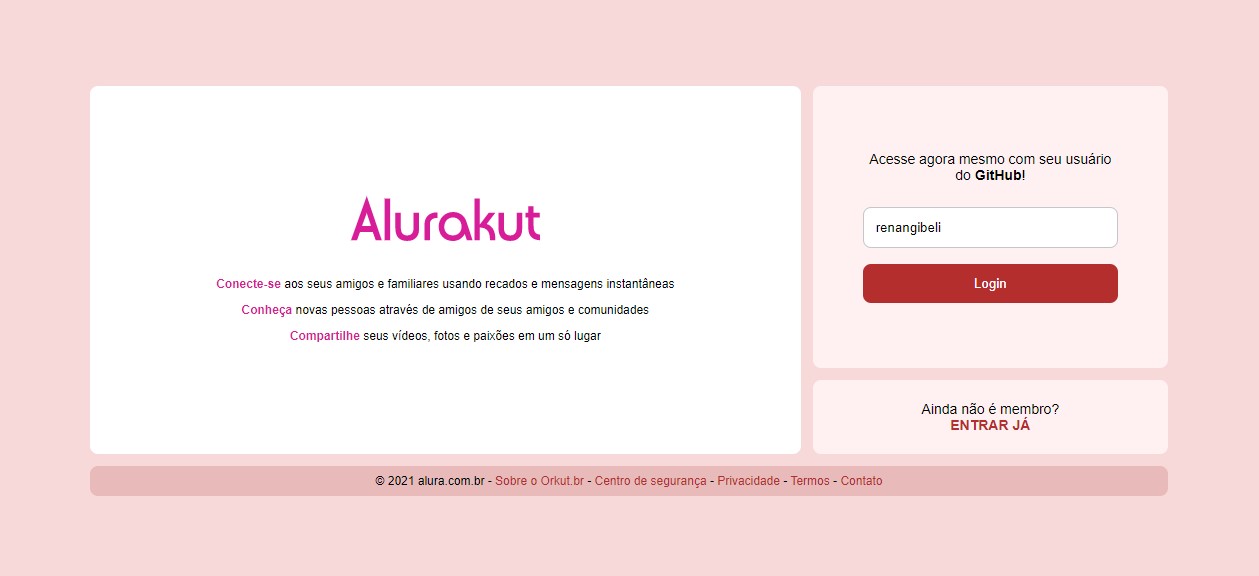 Alurakut
Conecte-se aos seus amigos e familiares usando recados e mensagens instantâneas
Conheça novas pessoas através de amigos de seus amigos e comunidades
Compartilhe seus vídeos, fotos e paixões em um só lugar
Acesse agora mesmo com seu usuário
do GitHub!
renangibeli
Login
Ainda não é membro?
ENTRAR JÁ
© 2021 alura.com.br - Sobre o Orkut.br - Centro de segurança - Privacidade - Termos - Contato